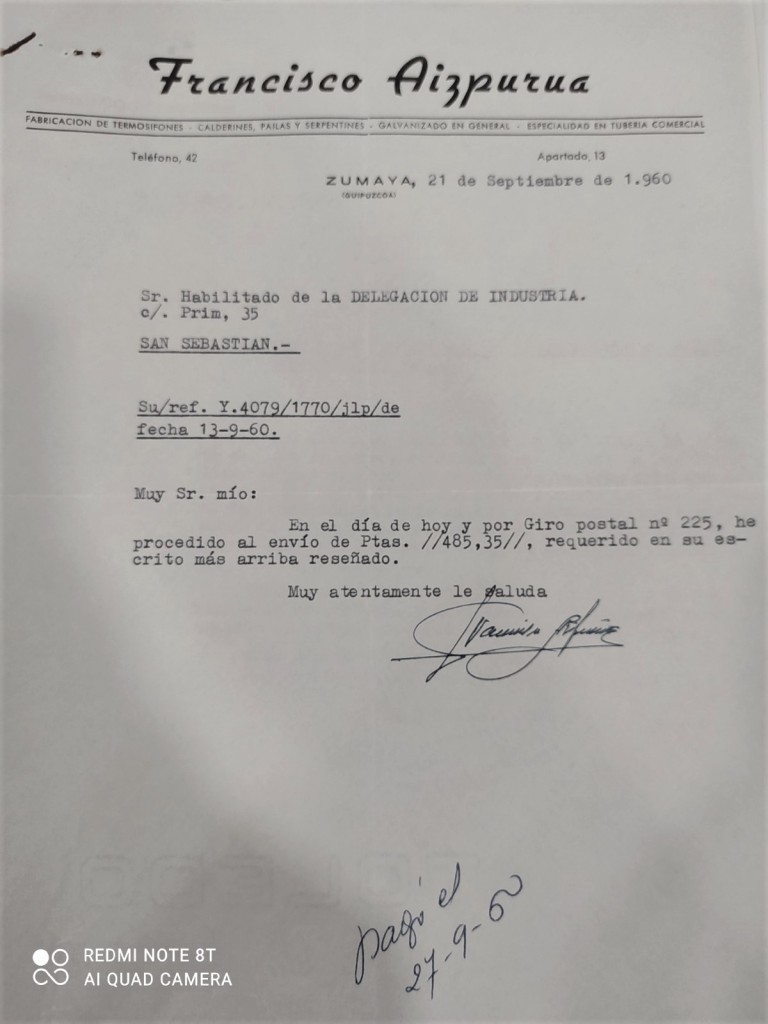 Francisco Aizpurua
FABRICACION DE TERMOSIFONES - CALDERINES, PAILAS Y SERPENTINES - GALVANIZADO EN GENERAL - ESPECIALIDAD EN TUBERIA COMERCIAL
Teléfono, 42 Apartado, 13
ZUMAYA, 21 de Septiembre de 1.960
(GUIPUZCOA)
Sr. Habilitado de la DELEGACION DE INDUSTRIA.
c/. Prim, 35
SAN SEBASTIAN.-
Su/ref. Y.4079/1770/jlp/de
fecha 13-9-60.
Muy Sr. mío:
En el día de hoy y por Giro postal nº 225, he
procedido al envío de Ptas. //485,35//, requerido en su es-
crito más arriba reseñado.
Muy atentamente le saluda
pagó el
27-9-60
REDMI NOTE 8T
AI QUAD CAMERA